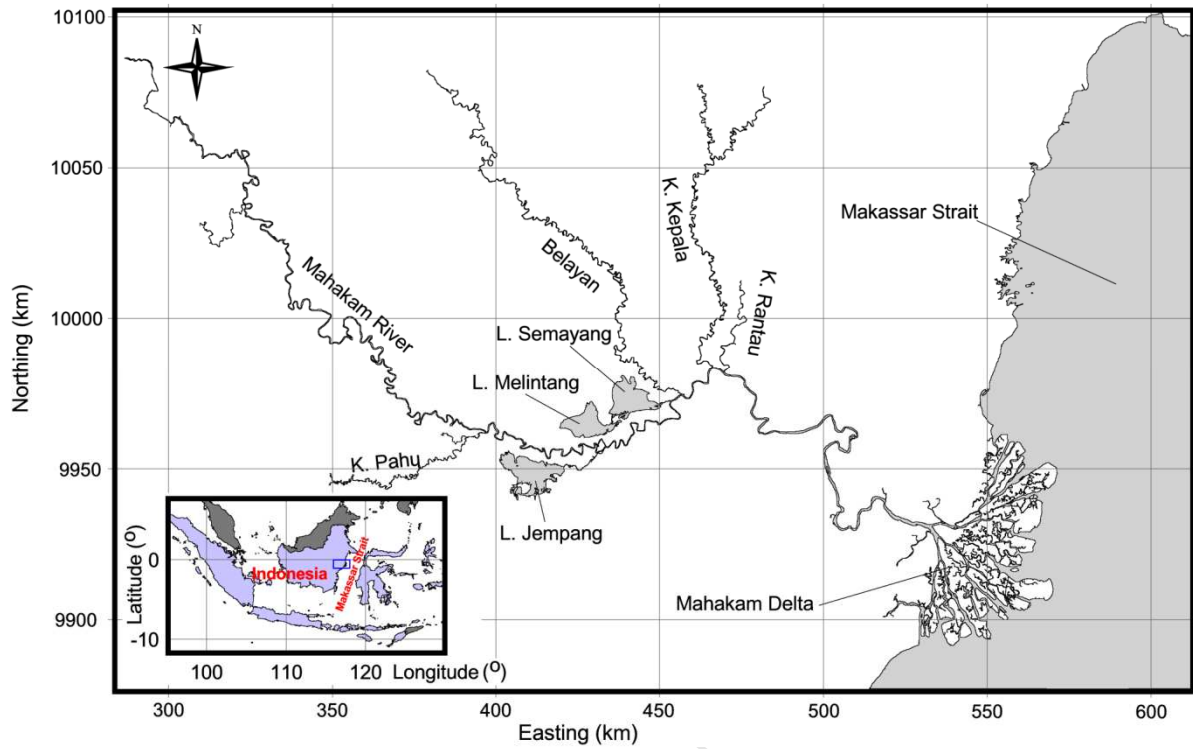 10100
N
10050
K. Kepala
Makassar Strait
Belayan
K. Rantau
Mahakam River
Northing (km)
10000
L. Semayang
L. Melintang
9950
K. Pahu
L. Jempang
Mahakam Delta
9900
Latitude (º)
0
-10
Indonesia
Makassar Strait
100
110
120
Longitude (º)
300
350
400
450
500
550
600
Easting (km)